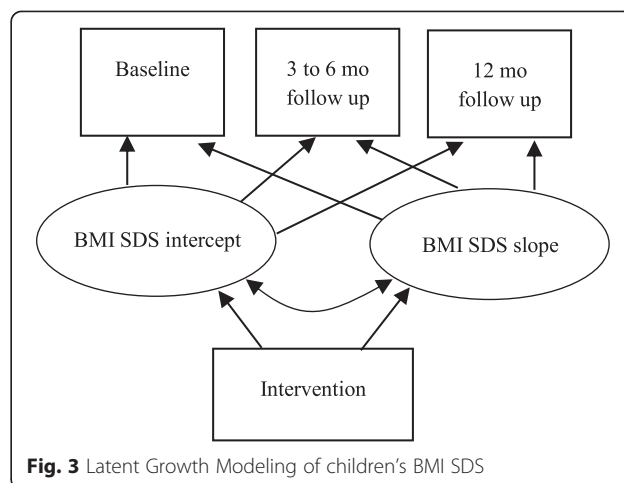 Baseline
3 to 6 mo
follow up
12 mo
follow up
BMI SDS intercept
BMI SDS slope
Intervention
Fig. 3 Latent Growth Modeling of children's BMI SDS